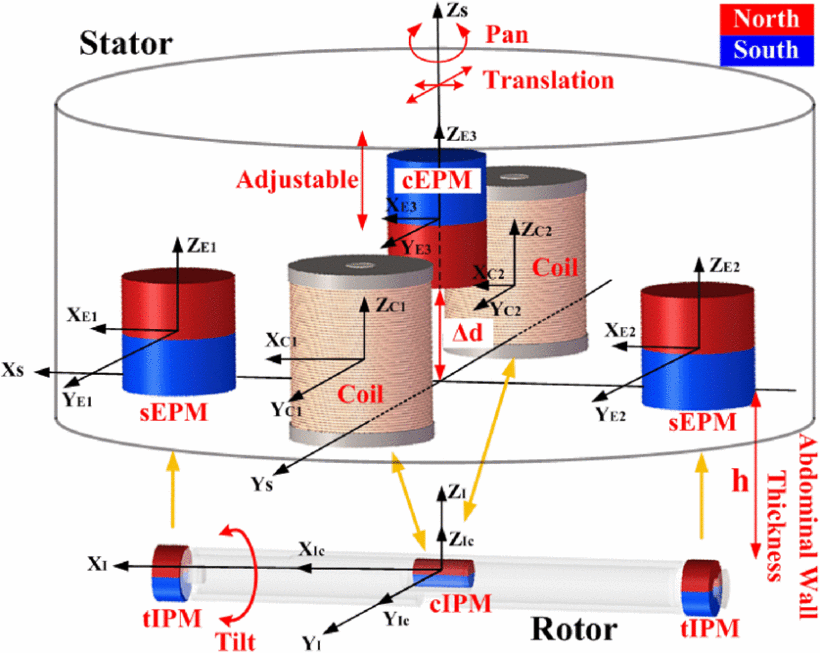 Zs
North
South
Stator
Pan
Translation
ZE3
Adjustable
cEPM
XE3
YE3
ZC2
XC2
YC2
Coil
ZE1
XE1
YE1
sEPM
ZC1
XC1
YC1
Coil
Δd
ZE2
XE2
YE2
sEPM
Xs
Ys
h
Abdominal Wall
Thickness
ZI
ZIc
XI
XIc
tIPM
Tilt
cIPM
YIc
YI
Rotor
tIPM